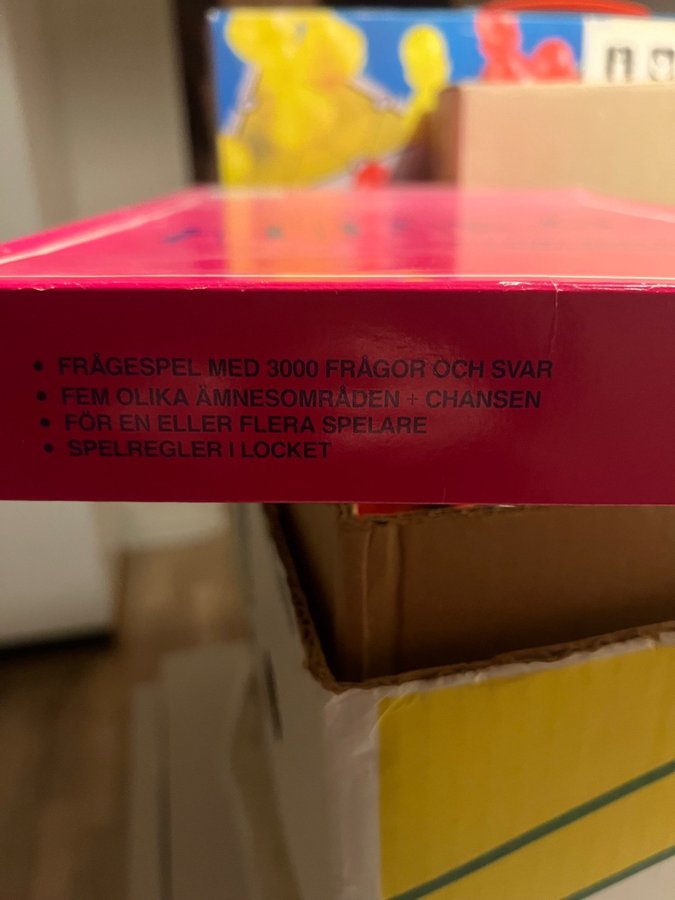 • FRÅGESPEL MED 3000 FRÅGOR OCH SVAR
• FEM OLIKA ÄMNESOMRÅDEN + CHANSEN
• FÖR EN ELLER FLERA SPELARE
• SPELREGLER I LOCKET